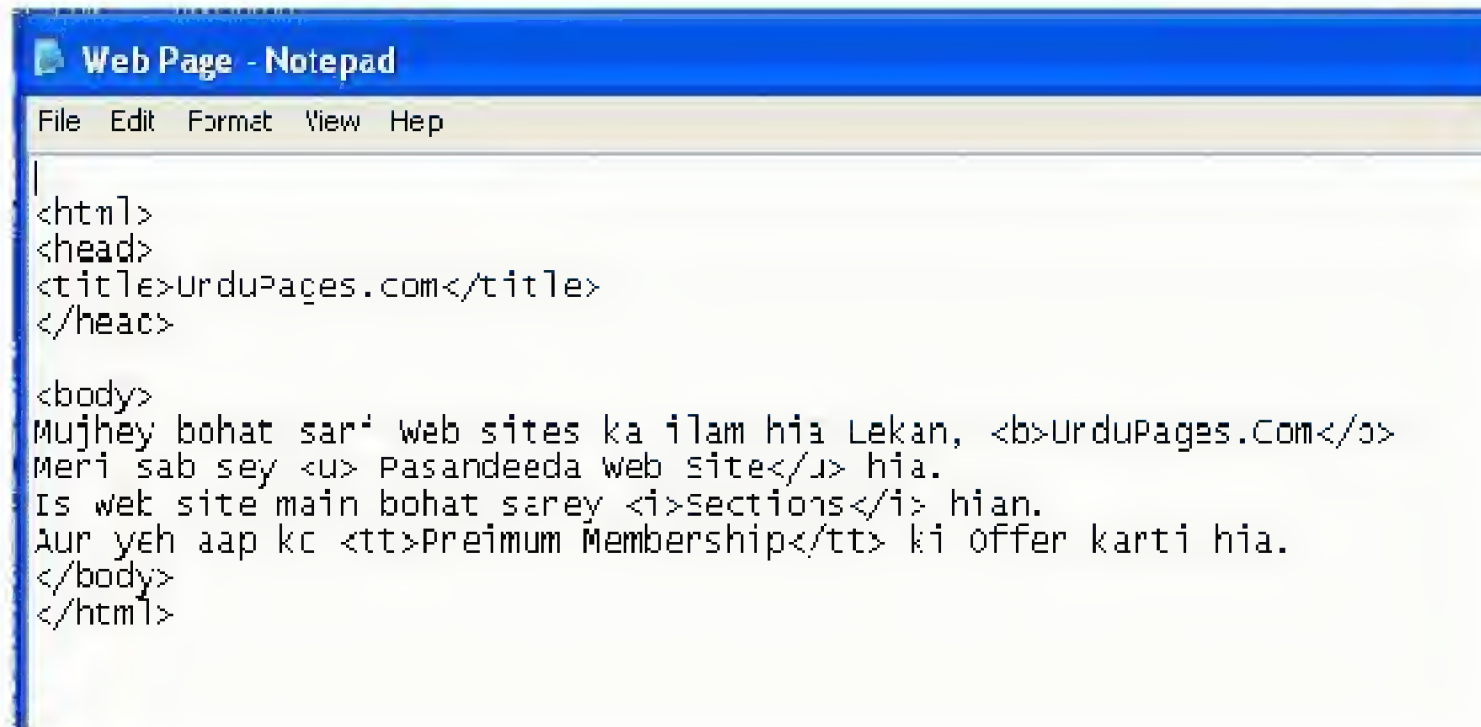 Web Page - Notepad
File Edit Format View Help
<html>
<head>
<title>UrduPages.com</title>
</head>
<body>
Mujhey bohat sari Web sites ka ilam hia Lekan, <b>UrduPages.Com</b>
Meri sab sey <u> Pasandeeda Web Site</u> hia.
Is web site main bohat sarey <i>Sections</i> hian.
Aur yeh aap ko <tt>Preimum Membership</tt> ki Offer karti hia.
</body>
</html>